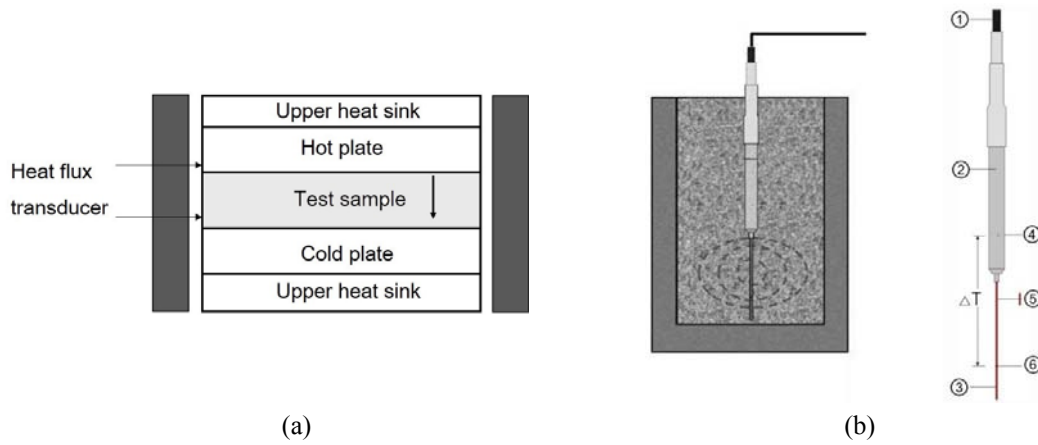 Upper heat sink
Hot plate
Heat flux
transducer
Test sample
Cold plate
Upper heat sink
①
②
④
△T
⑤
⑥
③
(a)
(b)